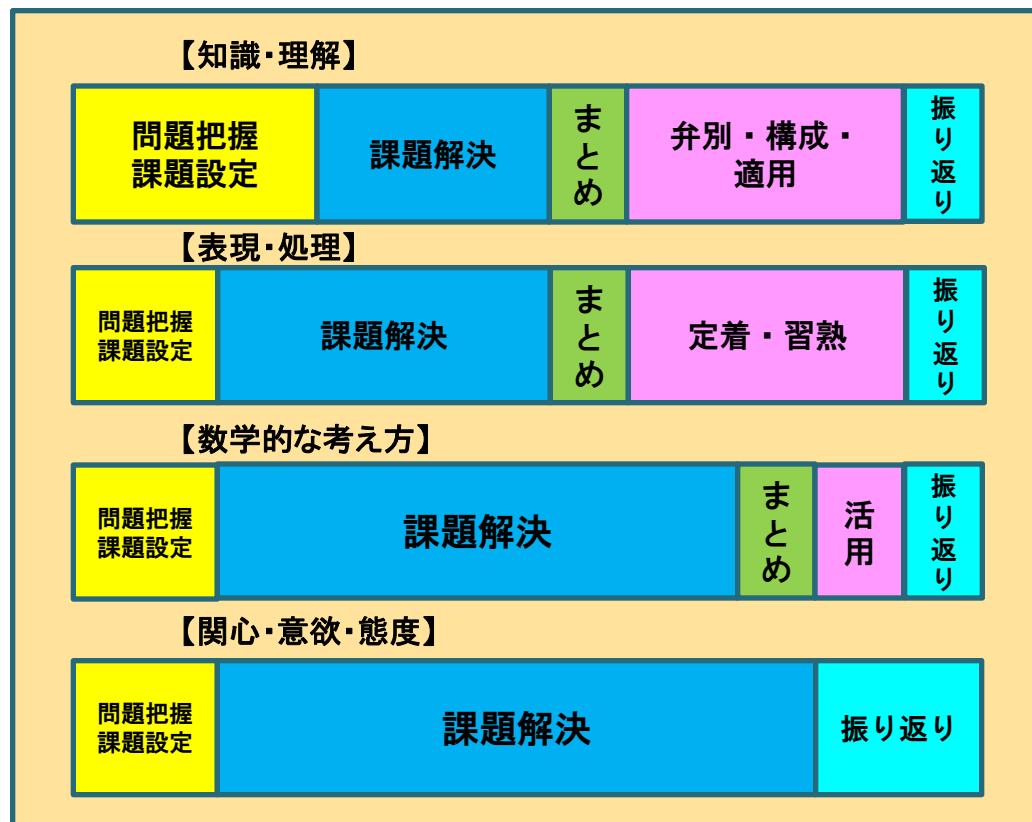 【知識・理解】
問題把握
課題設定
課題解決
まとめ
弁別・構成・
適用
振り返り
【表現・処理】
問題把握
課題設定
課題解決
まとめ
定着・習熟
振り返り
【数学的な考え方】
問題把握
課題設定
課題解決
まとめ
活用
振り返り
【関心・意欲・態度】
問題把握
課題設定
課題解決
振り返り